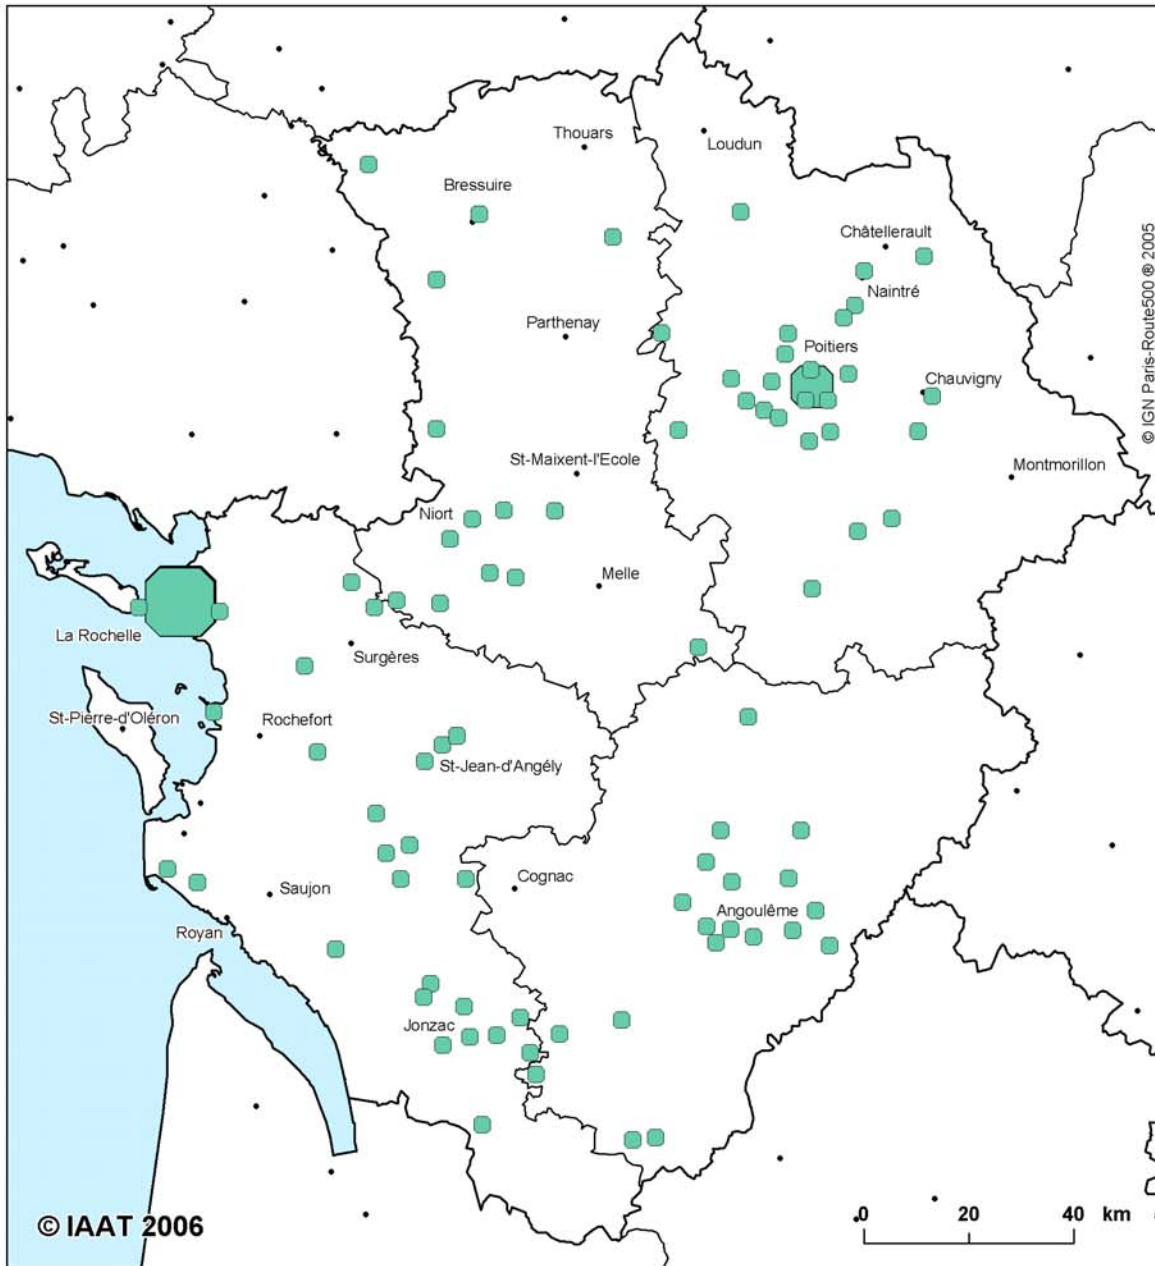 Thouars
Loudun
Bressuire
Châtellerault
Naintré
Parthenay
Poitiers
Chauvigny
© IGN Paris-Route500 ® 2005
St-Maixent-l'Ecole
Montmorillon
Niort
Melle
La Rochelle
Surgères
St-Pierre-d'Oléron
Rochefort
St-Jean-d'Angély
Cognac
Saujon
Angoulême
Royan
Jonzac
© IAAT 2006
0 20 40 km